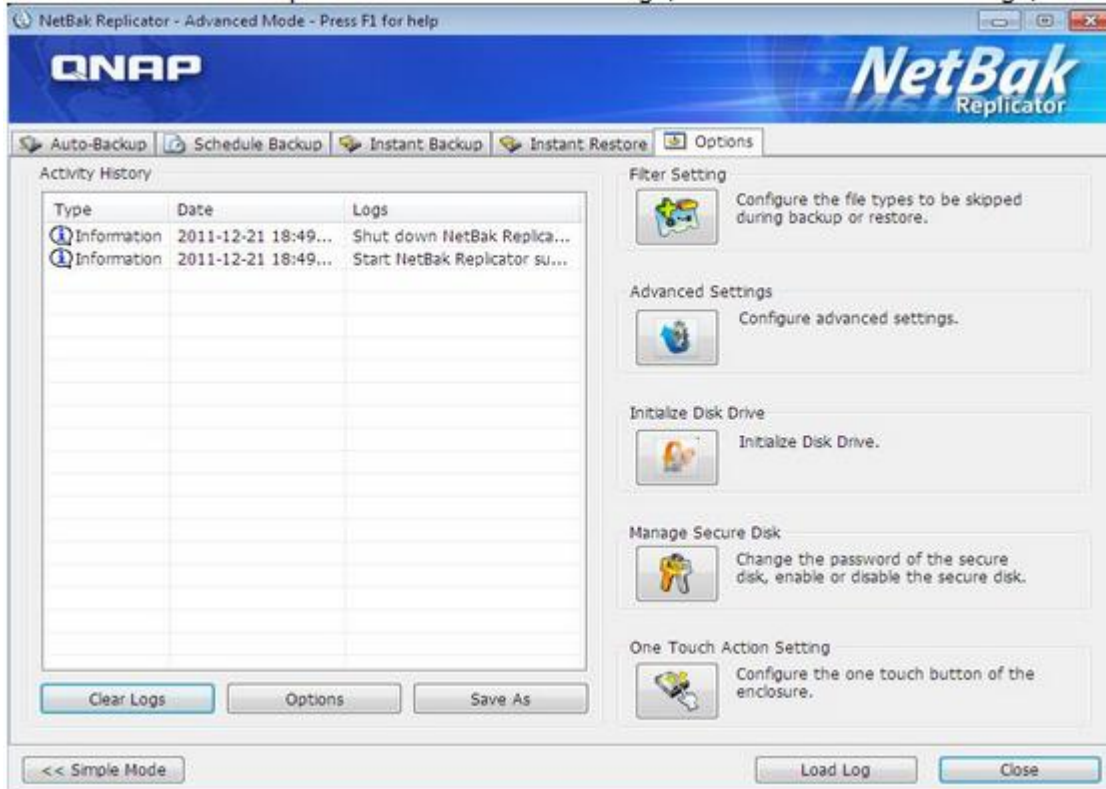 NetBak Replicator - Advanced Mode - Press F1 for help
QNAP
NetBak
Replicator
Auto-Backup Schedule Backup Instant Backup Instant Restore Options
Activity History
Type Date Logs
Information 2011-12-21 18:49... Shut down NetBak Replica...
Information 2011-12-21 18:49... Start NetBak Replicator su...
Clear Logs Options Save As
Filter Setting
Configure the file types to be skipped
during backup or restore.
Advanced Settings
Configure advanced settings.
Initialize Disk Drive
Initialize Disk Drive.
Manage Secure Disk
Change the password of the secure
disk, enable or disable the secure disk.
One Touch Action Setting
Configure the one touch button of the
enclosure.
<< Simple Mode Load Log Close